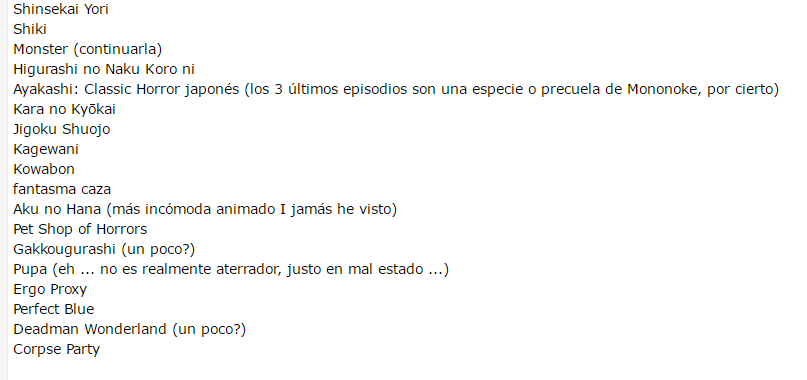 Shinsekai Yori
Shiki
Monster (continuarla)
Higurashi no Naku Koro ni
Ayakashi: Classic Horror japonés (los 3 últimos episodios son una especie o precuela de Mononoke, por cierto)
Kara no Kyōkai
Jigoku Shuojo
Kagewani
Kowabon
fantasma caza
Aku no Hana (más incómoda animado I jamás he visto)
Pet Shop of Horrors
Gakkougurashi (un poco?)
Pupa (eh ... no es realmente aterrador, justo en mal estado ...)
Ergo Proxy
Perfect Blue
Deadman Wonderland (un poco?)
Corpse Party